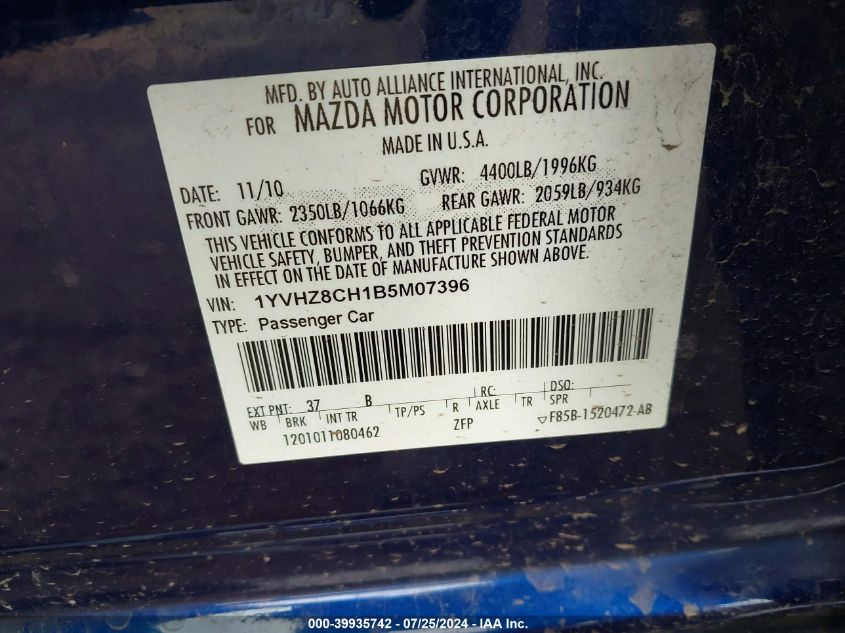 MFD. BY AUTO ALLIANCE INTERNATIONAL, INC.
FOR MAZDA MOTOR CORPORATION
MADE IN U.S.A.
DATE: 11/10 GVWR: 4400LB/1996KG
FRONT GAWR: 2350LB/1066KG REAR GAWR: 2059LB/934KG
THIS VEHICLE CONFORMS TO ALL APPLICABLE FEDERAL MOTOR
VEHICLE SAFETY, BUMPER, AND THEFT PREVENTION STANDARDS
IN EFFECT ON THE DATE OF MANUFACTURE SHOWN ABOVE.
VIN: 1YVHZ8CH1B5M07396
TYPE: Passenger Car
EXT PNT: 37 B RC: DSO:
WB BRK INT TR TP/PS R AXLE TR SPR
1201011080462 ZFP ▽F85B-1520472-AB
000-39935742 / 07/25/2024 - IAA Inc.